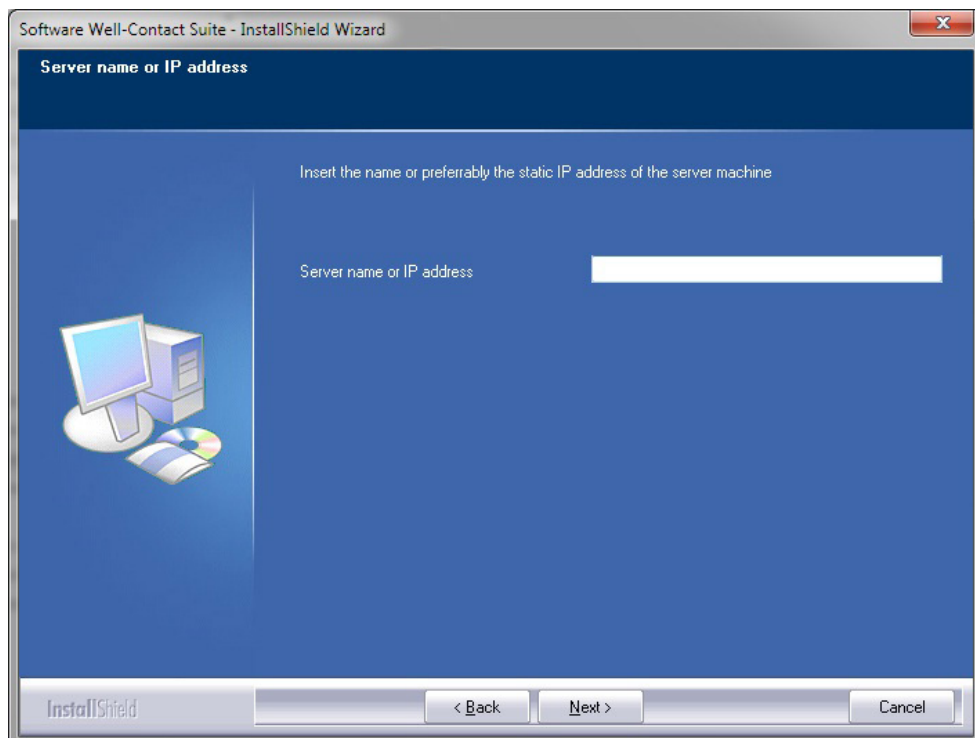 Software Well-Contact Suite - InstallShield Wizard
Server name or IP address
Insert the name or preferrably the static IP address of the server machine
Server name or IP address
InstallShield
< Back
Next >
Cancel